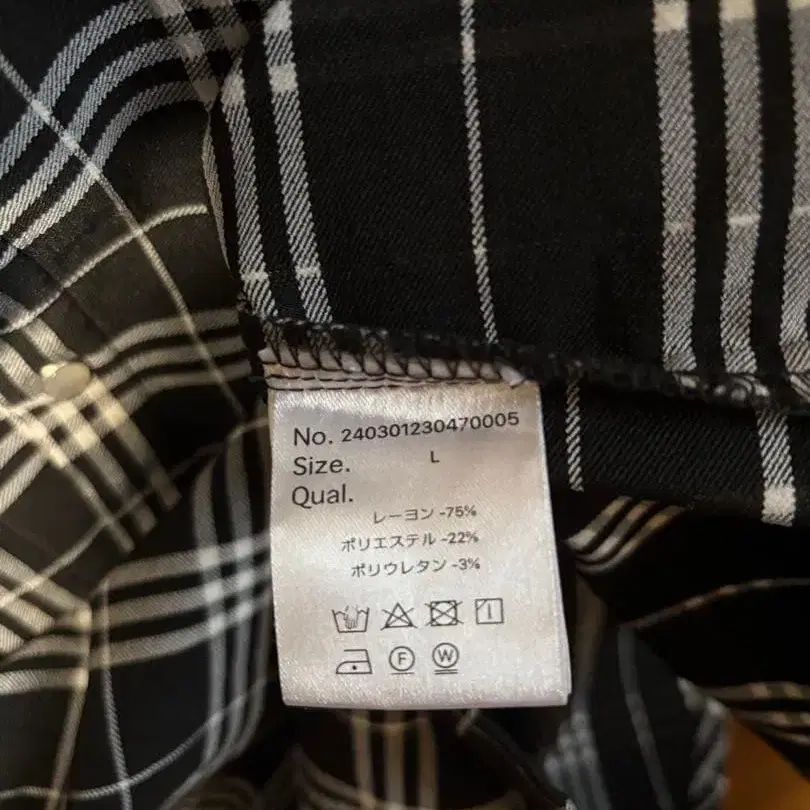 No. 240301230470005
Size. L
Qual.
レーヨン -75%
ポリエステル -22%
ポリウレタン -3%
F W